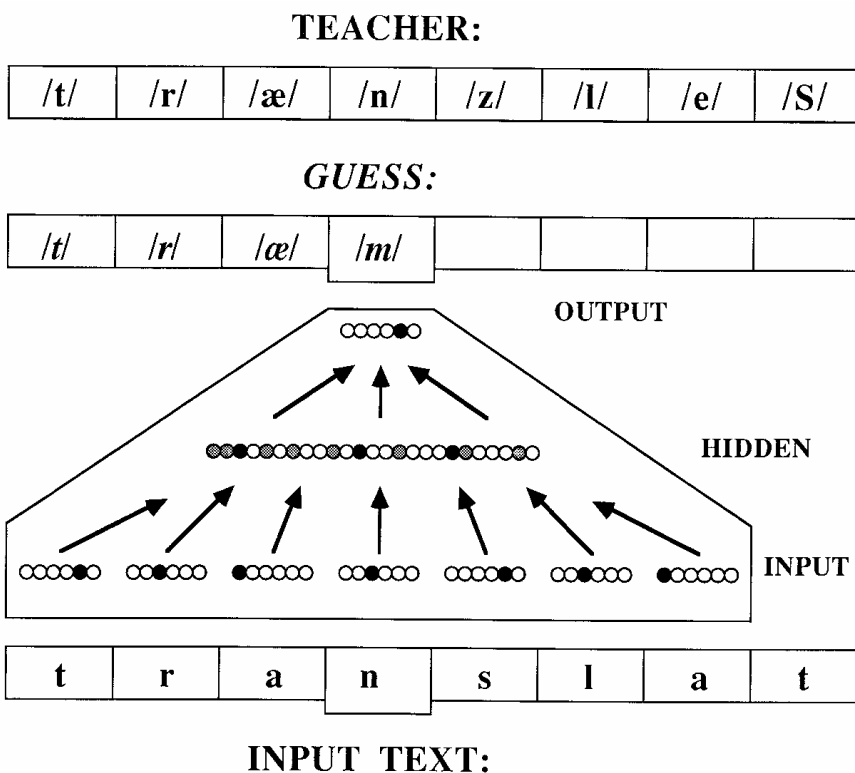 TEACHER:
/t/ /r/ /æ/ /n/ /z/ /l/ /e/ /S/
GUESS:
/t/ /r/ /æ/ /m/
OUTPUT
HIDDEN
INPUT
t r a n s l a t
INPUT TEXT: